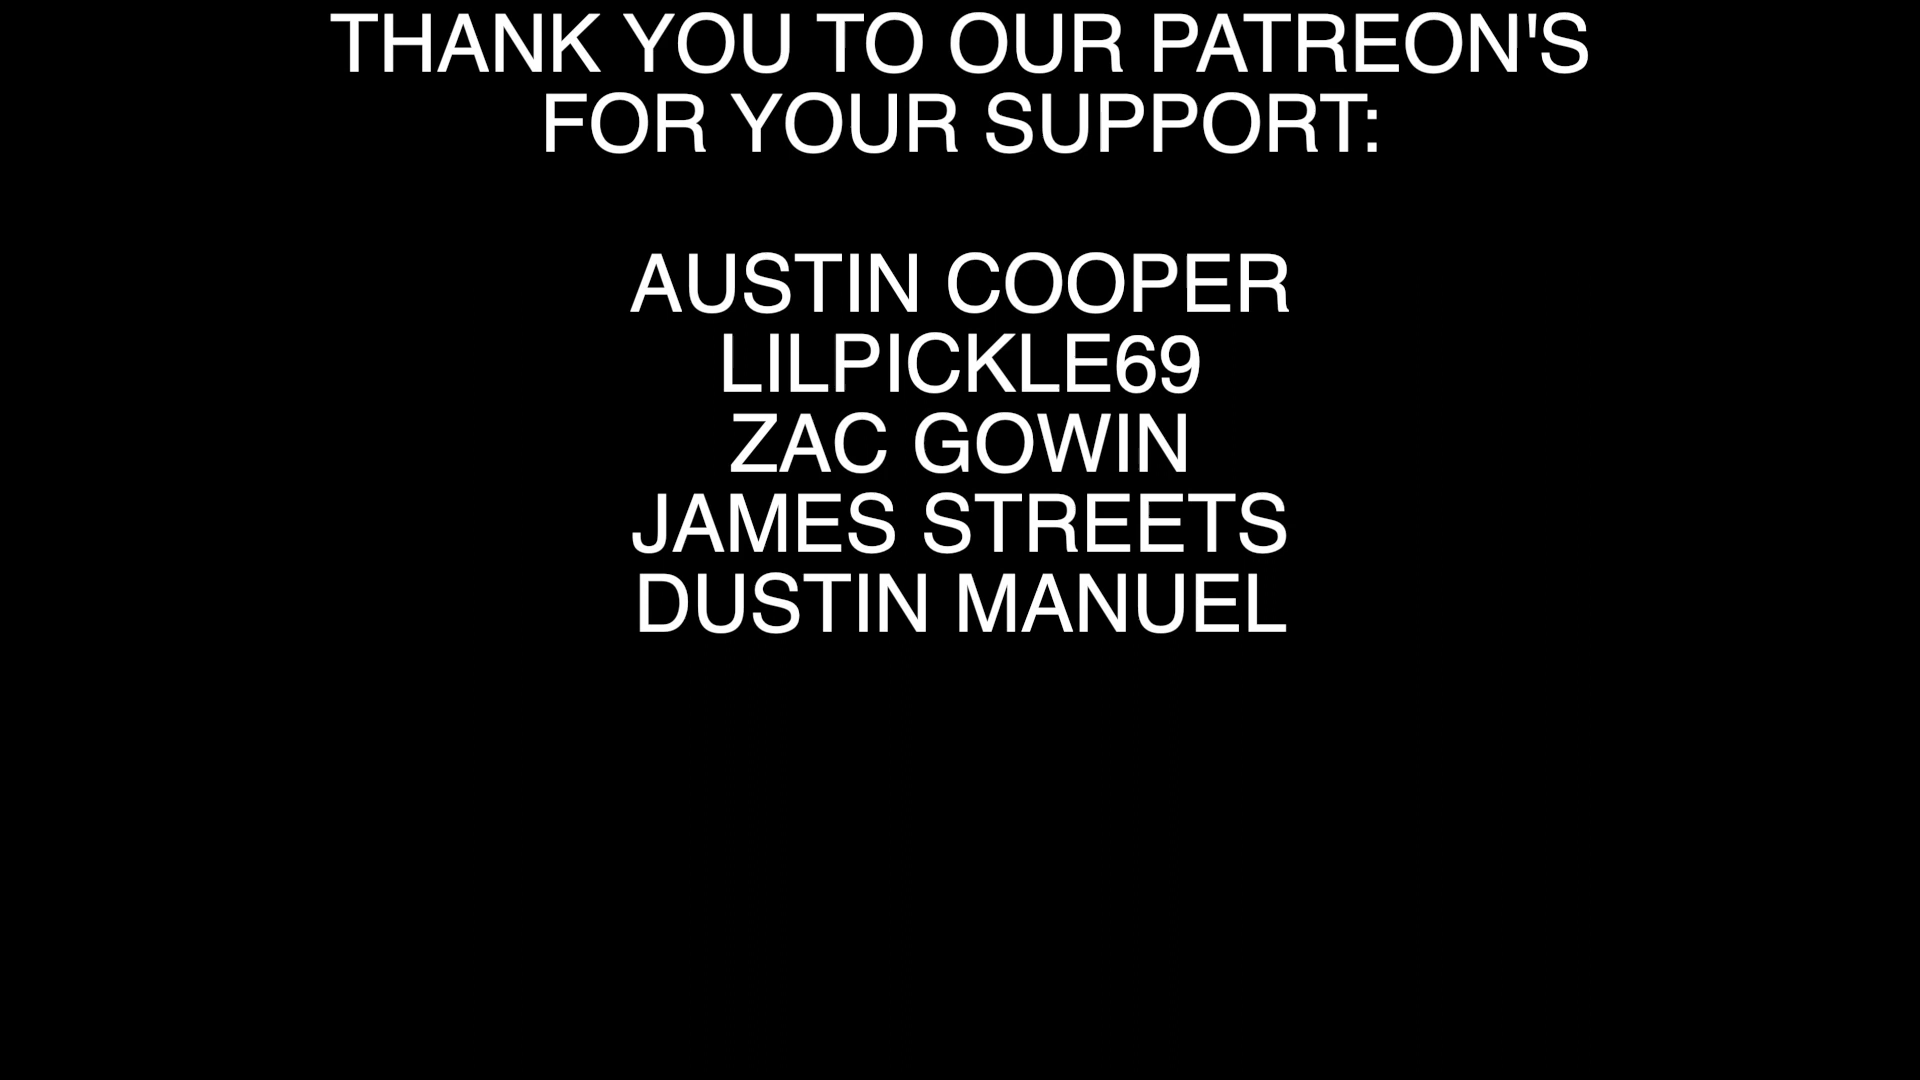 THANK YOU TO OUR PATREON'S
FOR YOUR SUPPORT:
AUSTIN COOPER
LILPICKLE69
ZAC GOWIN
JAMES STREETS
DUSTIN MANUEL